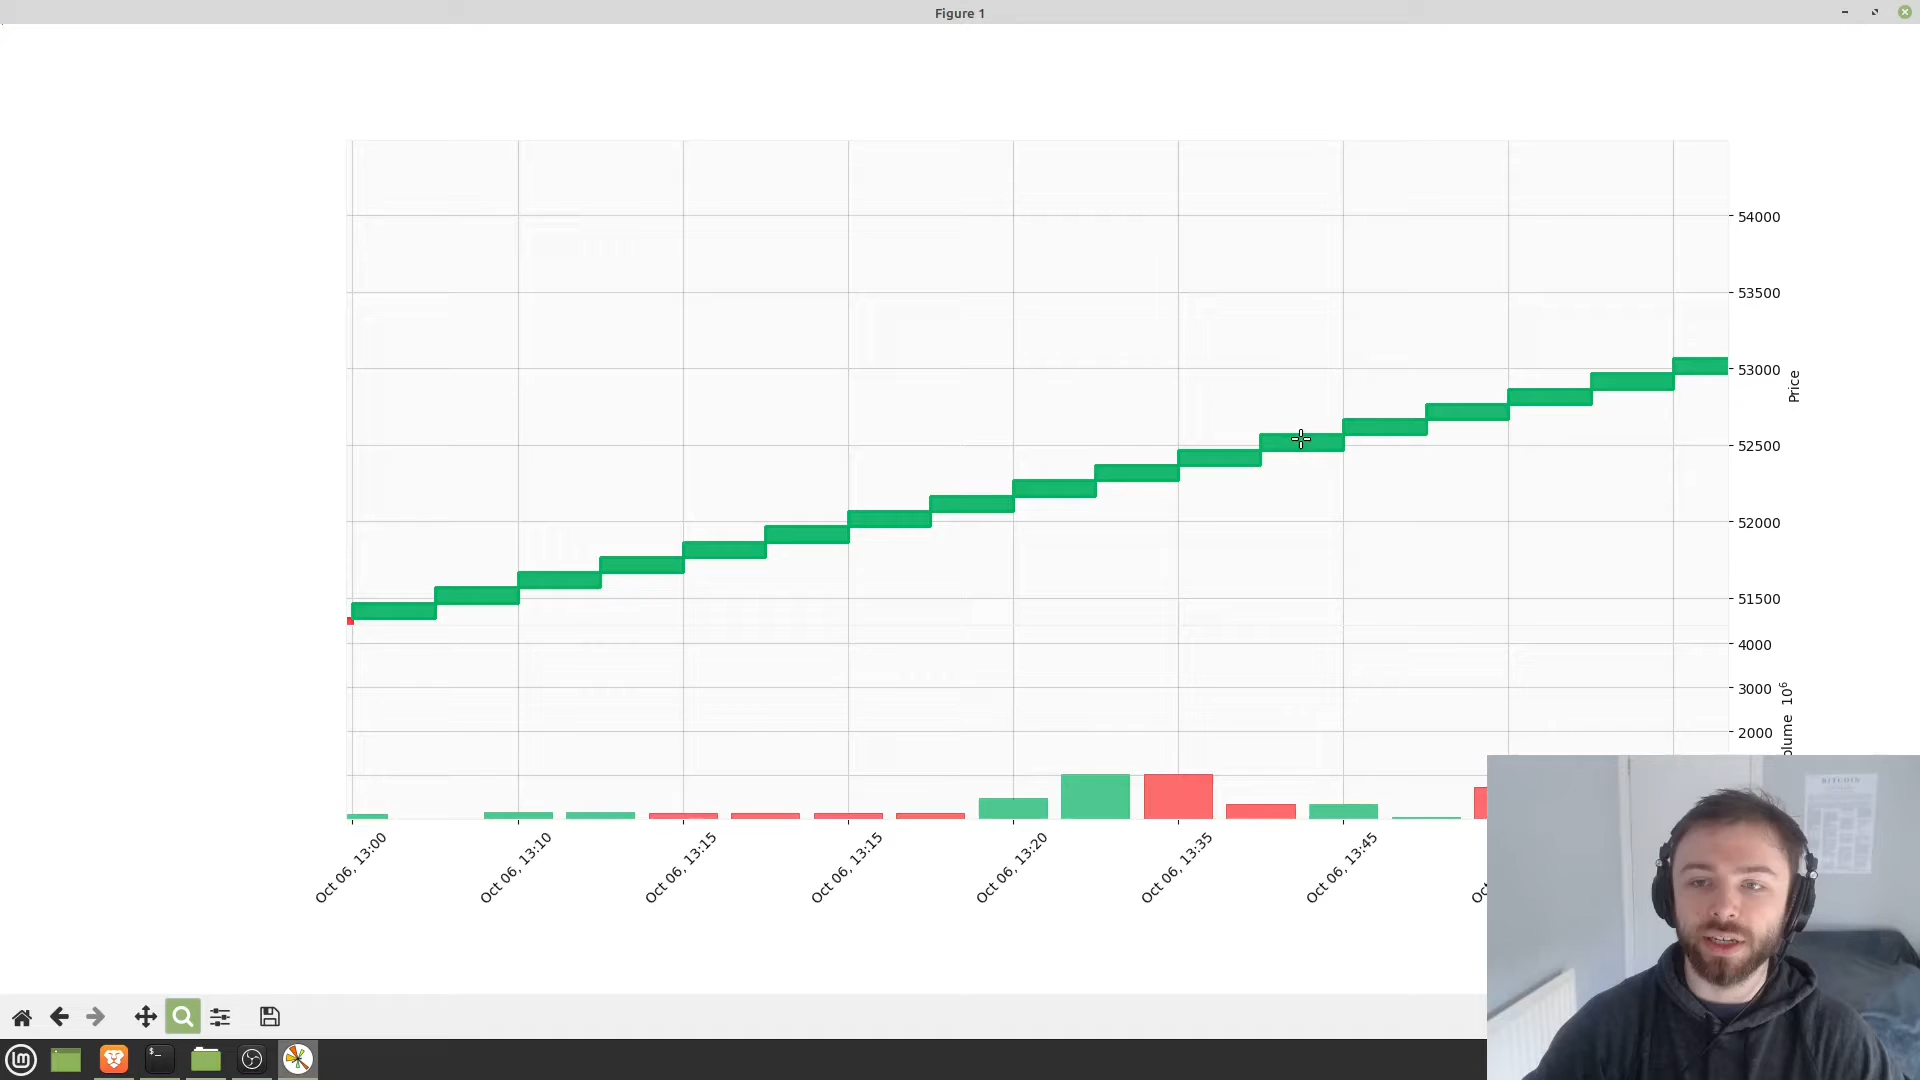 Figure 1
54000
53500
53000
52500
52000
51500
Price
4000
3000
2000
10⁶
Oct 06, 13:00
Oct 06, 13:10
Oct 06, 13:15
Oct 06, 13:15
Oct 06, 13:20
Oct 06, 13:35
Oct 06, 13:45
BITCOIN